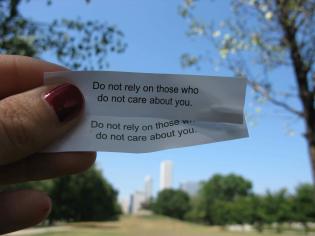 Do not rely on those who
do not care about you.
Do not rely on those w
do not care about you.